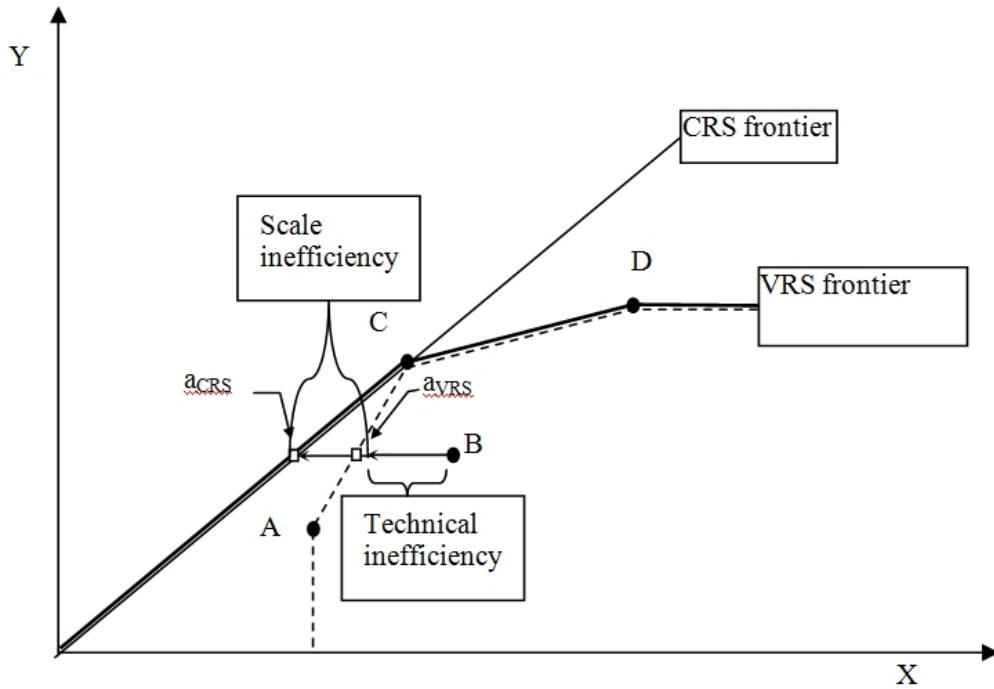 Y
CRS frontier
Scale
inefficiency
D
VRS frontier
C
aCRS
aVRS
B
A
Technical
inefficiency
X